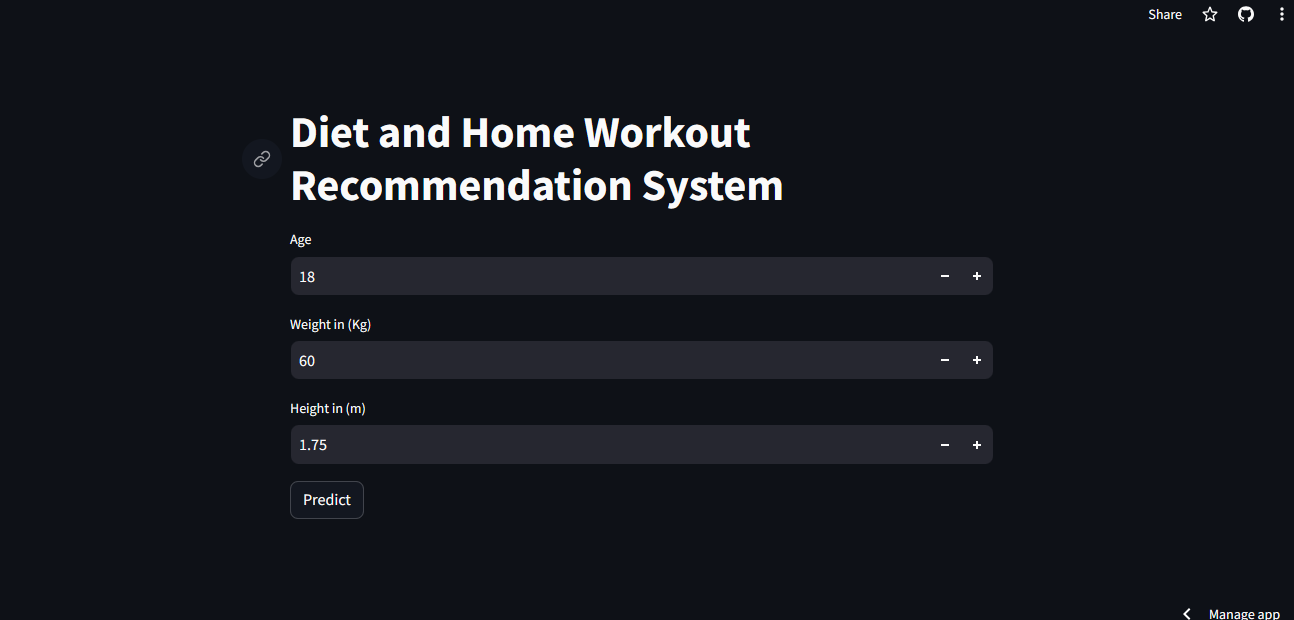 Share
Diet and Home Workout
Recommendation System
Age
18
Weight in (Kg)
60
Height in (m)
1.75
Predict
Manage app